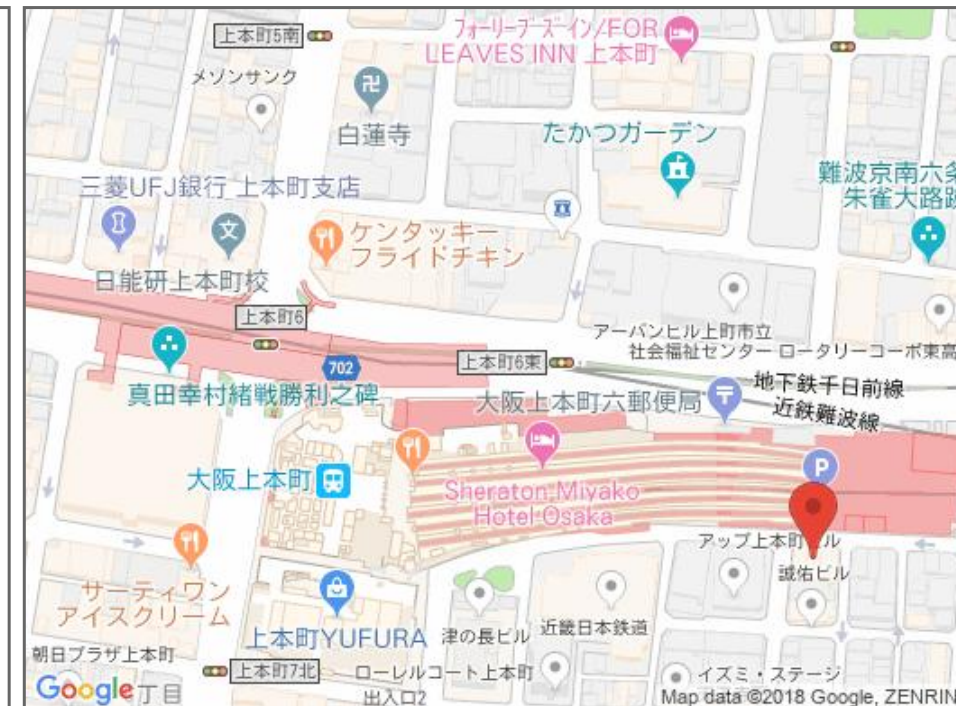 上本町5南
フォーリーブズイン/FOR
LEAVES INN 上本町
メゾンサンク
白蓮寺
たかつガーデン
三菱UFJ銀行 上本町支店
難波京南六条
朱雀大路跡
ケンタッキー
フライドチキン
日能研上本町校
上本町6
アーバンヒル上町市立
社会福祉センター ロータリーコーポ東高
702
上本町6東
地下鉄千日前線
真田幸村緒戦勝利之碑
大阪上本町六郵便局
近鉄難波線
P
大阪上本町
Sheraton Miyako
Hotel Osaka
アップ上本町ビル
誠佑ビル
サーティワン
アイスクリーム
上本町YUFURA
津の長ビル
近畿日本鉄道
朝日プラザ上本町
上本町7北
ローレルコート上本町
出入口2
イズミ・ステージ
Google
丁目
Map data ©2018 Google, ZENRIN